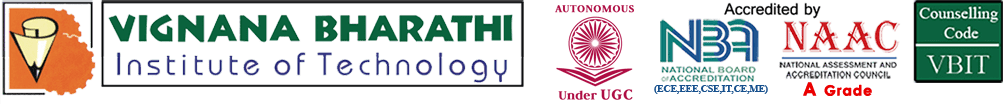 VIGNANA BHARATHI
Institute of Technology
AUTONOMOUS
Under UGC
Accredited by
NBA
NATIONAL BOARD
of ACCREDITATION
(ECE,EEE,CSE,IT,CE,ME)
NAAC
NATIONAL ASSESSMENT AND
ACCREDITATION COUNCIL
A Grade
Counselling
Code
VBIT